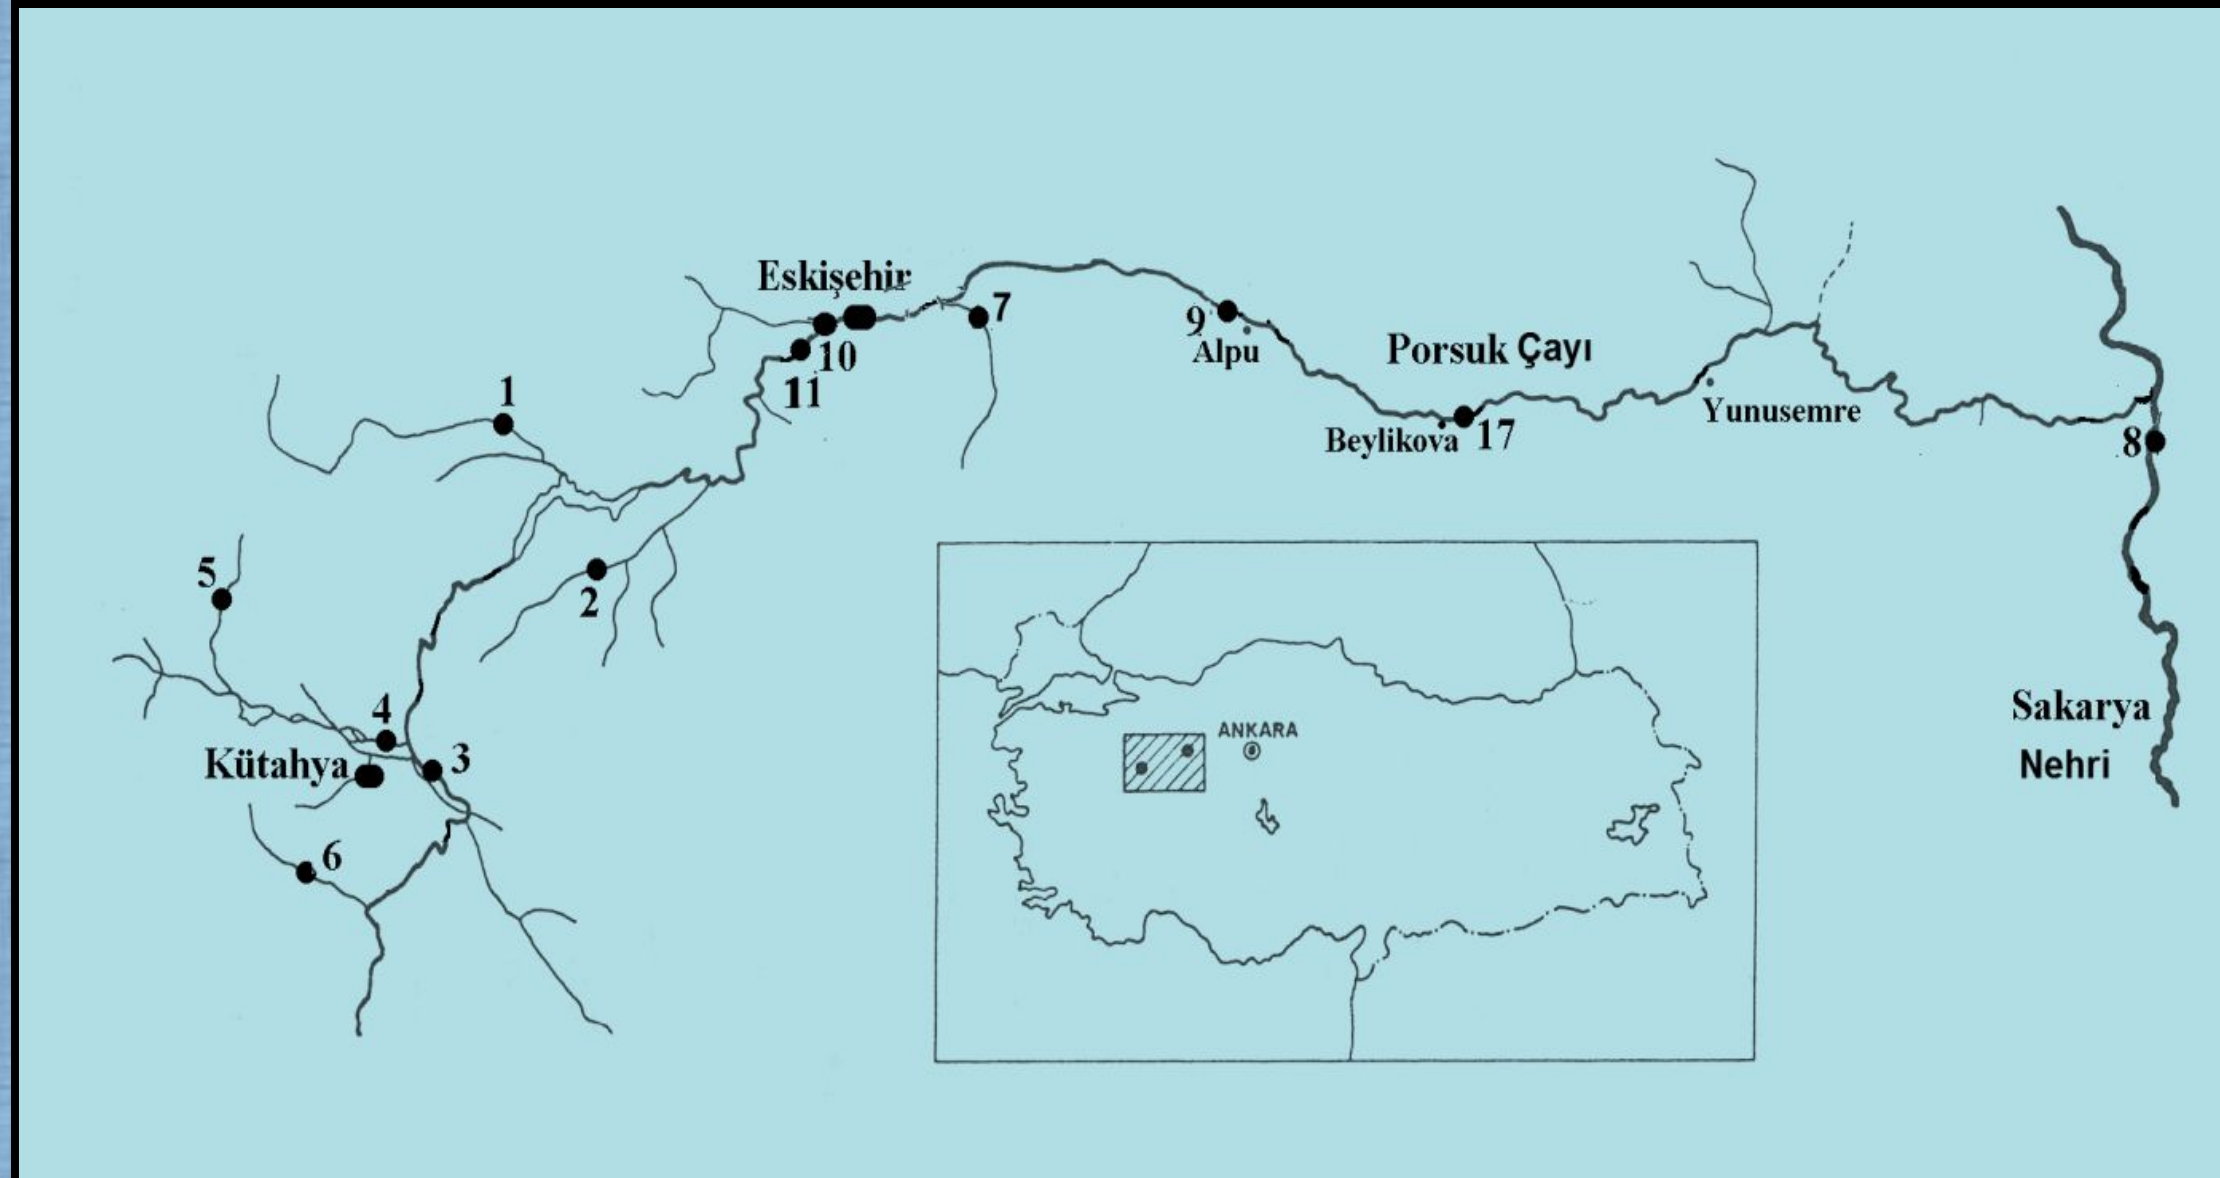 Eskişehir
7
9
Alpu
10
11
Porsuk Çayı
1
Yunusemre
Beylikova
17
8
5
2
4
3
Kütahya
6
ANKARA
Sakarya
Nehri